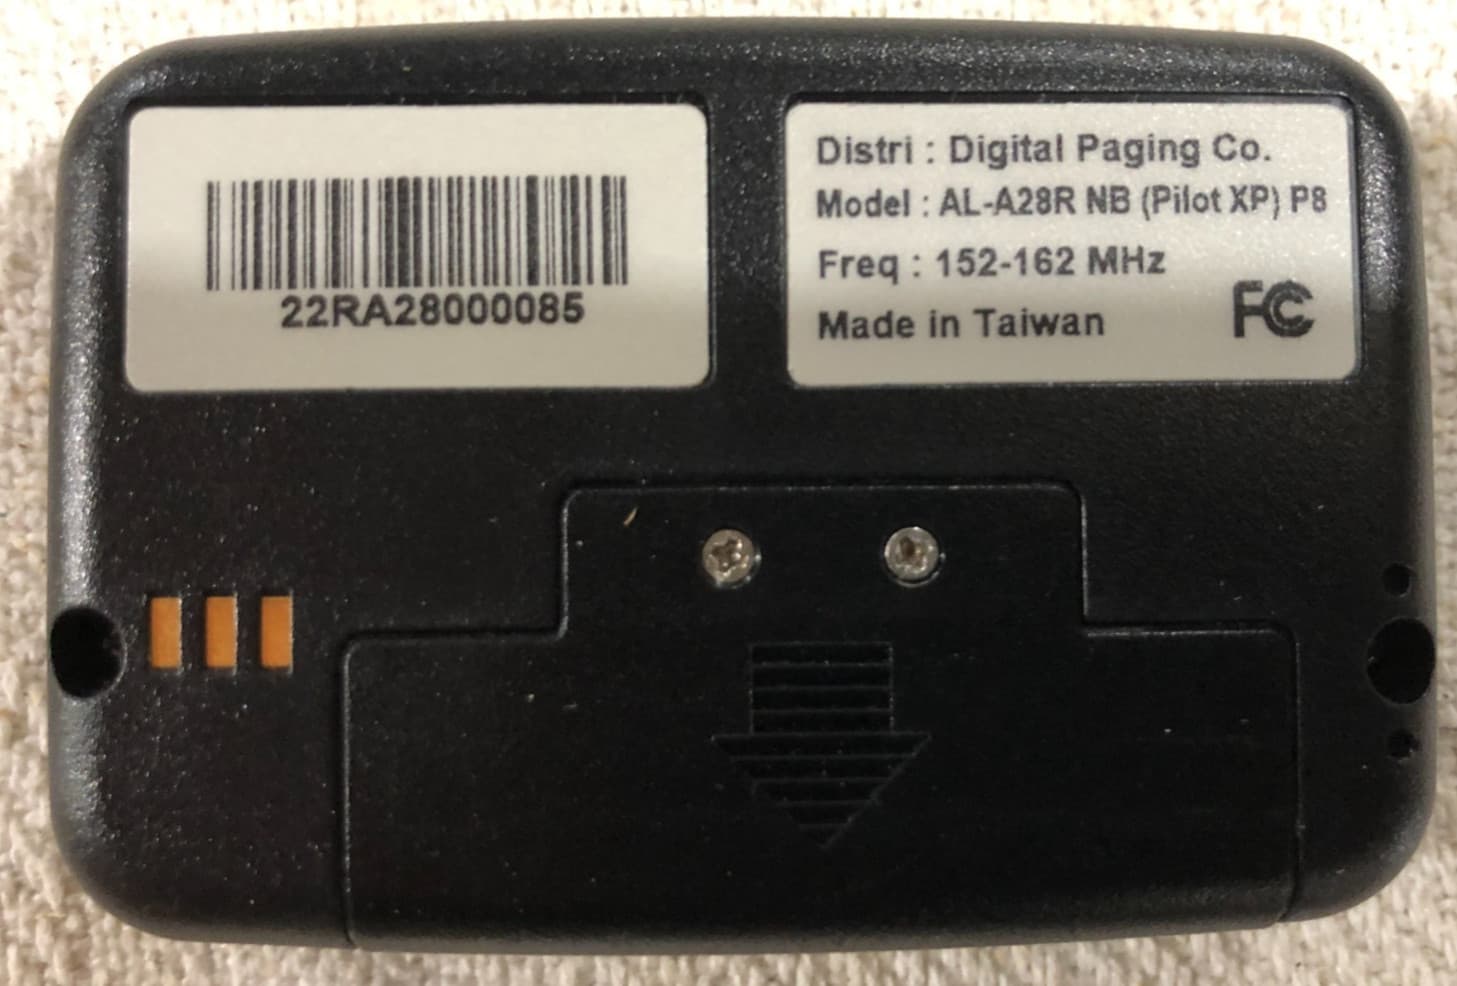 22RA28000085
Distri : Digital Paging Co.
Model : AL-A28R NB (Pilot XP) P8
Freq : 152-162 MHz
Made in Taiwan
FC